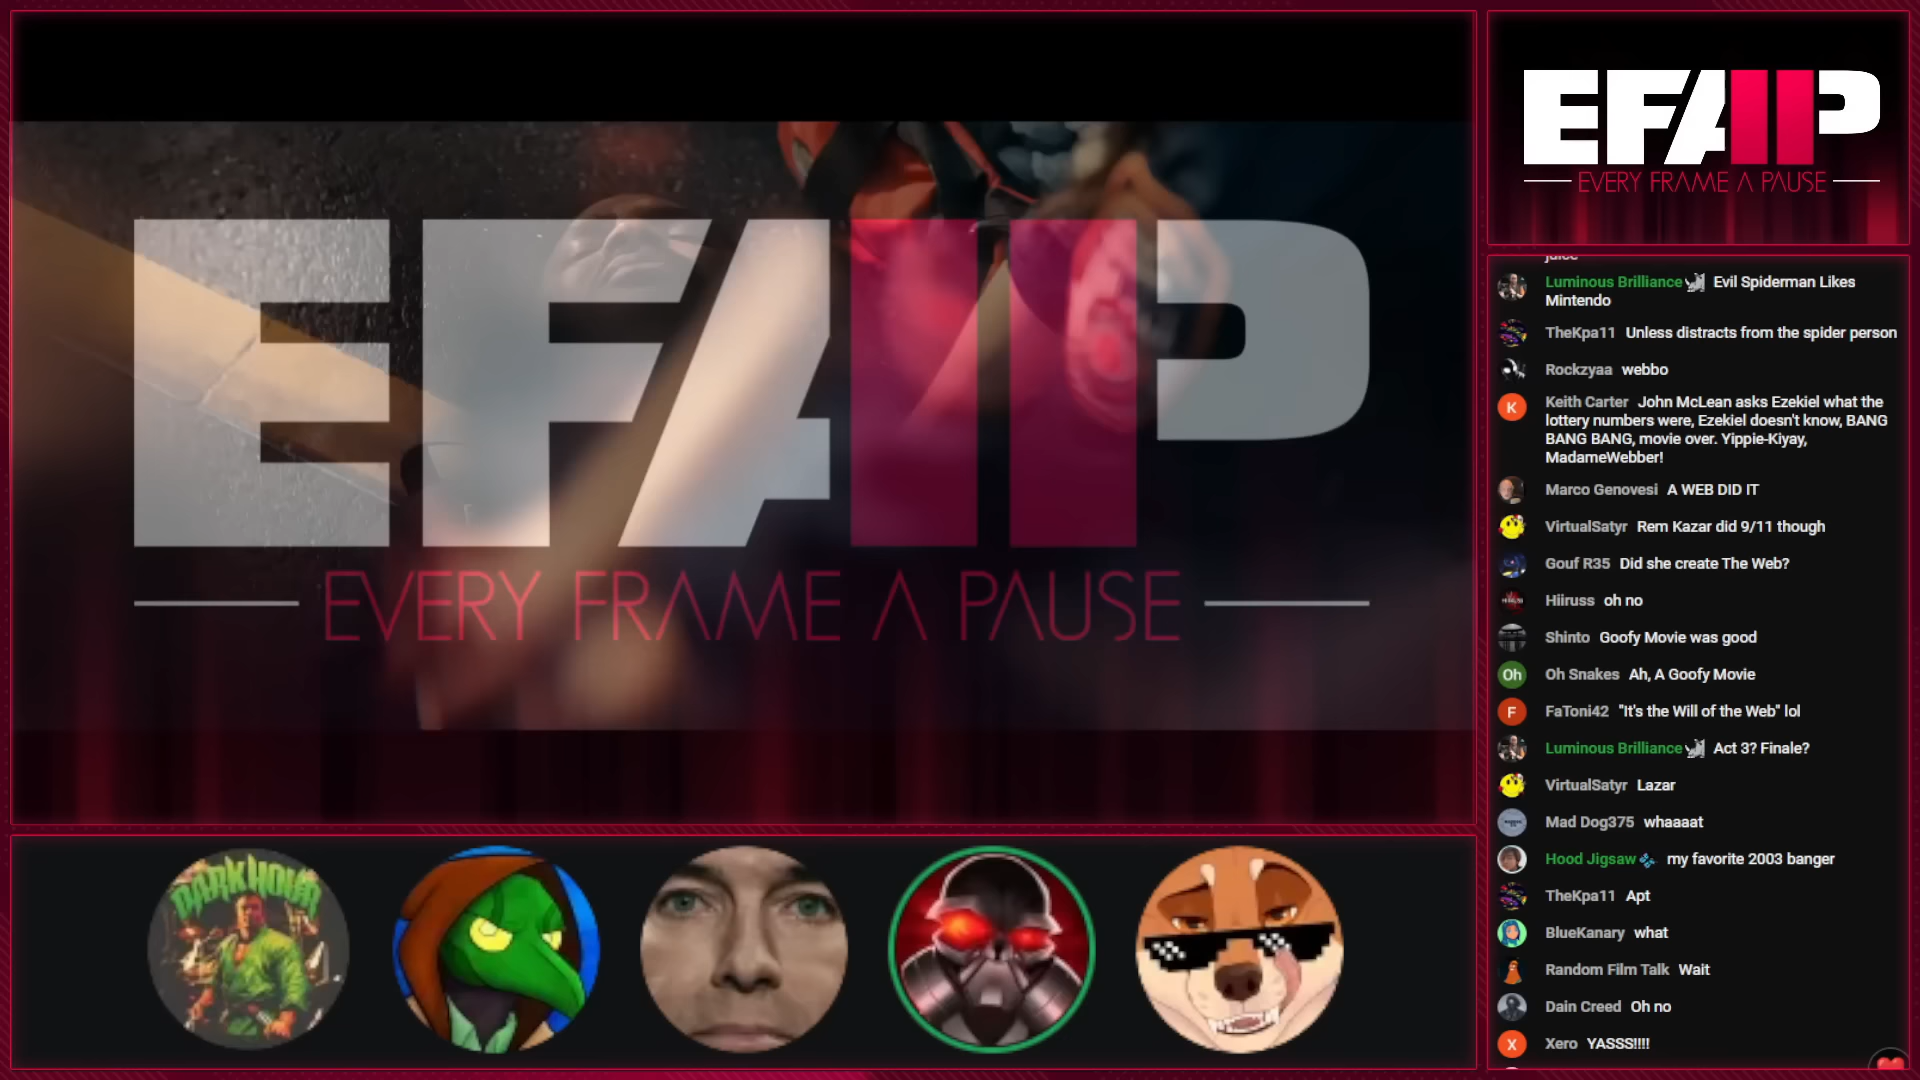 EFAP
EVERY FRAME A PAUSE
EFAP
EVERY FRAME A PAUSE
juice
Luminous Brilliance Evil Spiderman Likes
Mintendo
TheKpa11 Unless distracts from the spider person
Rockzyaa webbo
K
Keith Carter John McLean asks Ezekiel what the
lottery numbers were, Ezekiel doesn't know, BANG
BANG BANG, movie over. Yippie-Kiyay,
MadameWebber!
Marco Genovesi A WEB DID IT
VirtualSatyr Rem Kazar did 9/11 though
Gouf R35 Did she create The Web?
Hiiruss oh no
Shinto Goofy Movie was good
Oh
Oh Snakes Ah, A Goofy Movie
F
FaToni42 "It's the Will of the Web" lol
Luminous Brilliance Act 3? Finale?
VirtualSatyr Lazar
Mad Dog375 whaaaat
Hood Jigsaw my favorite 2003 banger
TheKpa11 Apt
BlueKanary what
Random Film Talk Wait
Dain Creed Oh no
X
Xero YASSS!!!!
DARK HOUR